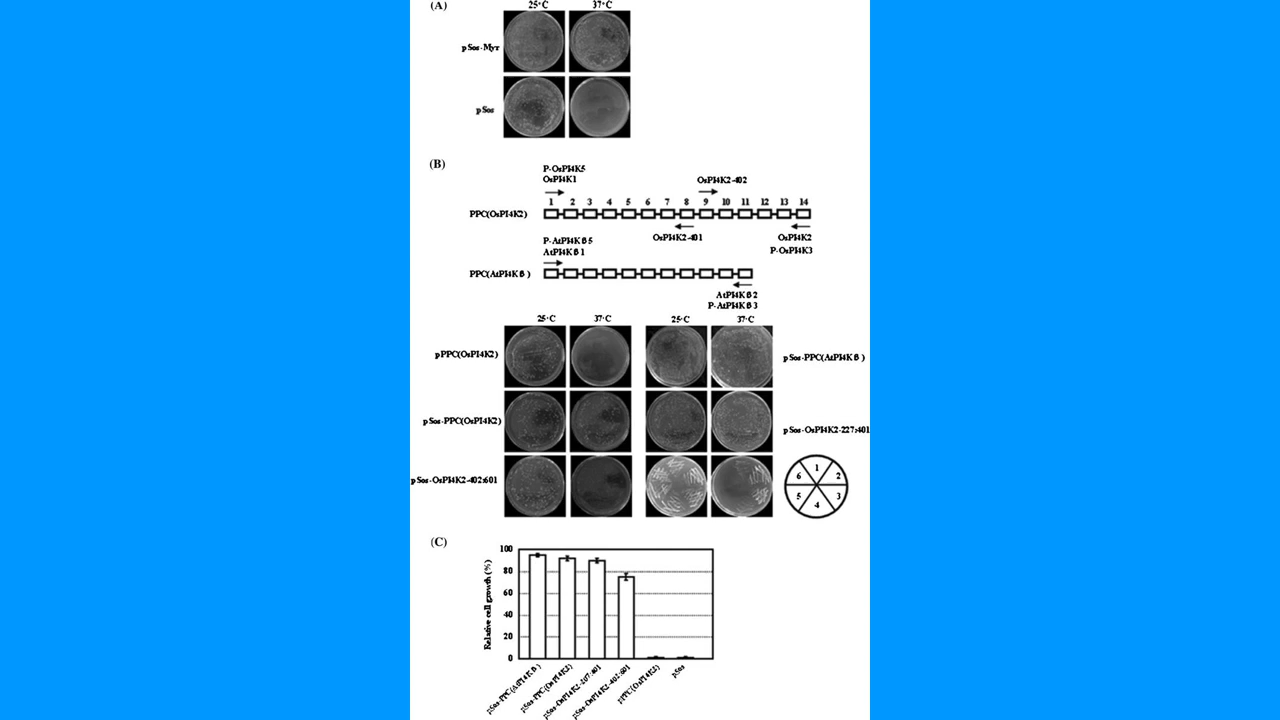 (A)
25°C 37°C
pSos-Myr
pSos
(B)
P-OsPI4K5
OsPI4K1 OsPI4K2-402
1 2 3 4 5 6 7 8 9 10 11 12 13 14
PPC(OsPI4K2)
OsPI4K2-401 OsPI4K2
P-OsPI4K3
P-AtPI4Kβ5
AtPI4Kβ1
PPC(AtPI4Kβ)
AtPI4Kβ2
P-AtPI4Kβ3
25°C 37°C 25°C 37°C
pPPC(OsPI4K2) pSos-PPC(AtPI4Kβ)
pSos-PPC(OsPI4K2) pSos-OsPI4K2-227:401
pSos-OsPI4K2-402:601
1
6 2
5 3
4
(C)
Relative cell growth (%)
100
80
60
40
20
0
pSos-PPC(AtPI4Kβ)
pSos-PPC(OsPI4K2)
pSos-OsPI4K2-207:401
pSos-OsPI4K2-402:601
pPPC(OsPI4K2)
pSos